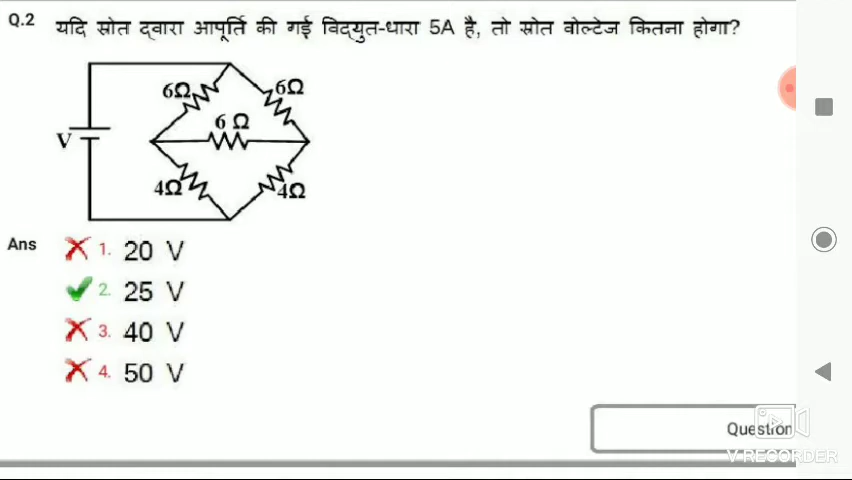 Q.2 यदि स्रोत द्वारा आपूर्ति की गई विद्युत-धारा 5A है, तो स्रोत वोल्टेज कितना होगा?
6Ω 6Ω
6 Ω
V
4Ω 4Ω
Ans 1. 20 V
2. 25 V
3. 40 V
4. 50 V
Question
V RECORDER